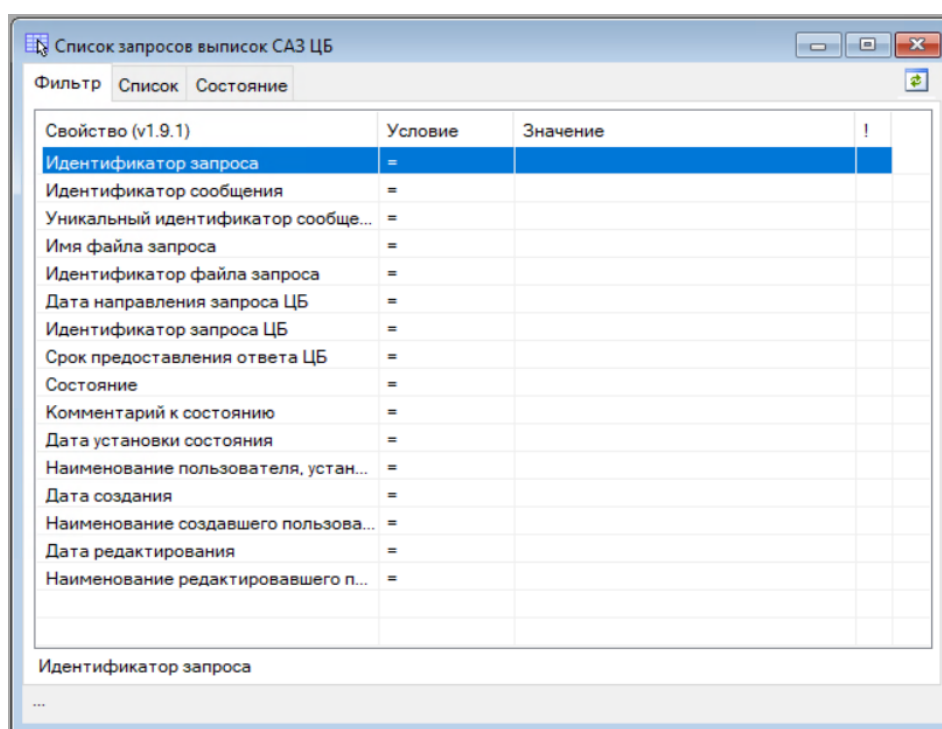 Список запросов выписок САЗ ЦБ
Фильтр Список Состояние
Свойство (v1.9.1) Условие Значение !
Идентификатор запроса =
Идентификатор сообщения =
Уникальный идентификатор сообще... =
Имя файла запроса =
Идентификатор файла запроса =
Дата направления запроса ЦБ =
Идентификатор запроса ЦБ =
Срок предоставления ответа ЦБ =
Состояние =
Комментарий к состоянию =
Дата установки состояния =
Наименование пользователя, устан... =
Дата создания =
Наименование создавшего пользова... =
Дата редактирования =
Наименование редактировавшего п... =
Идентификатор запроса
...